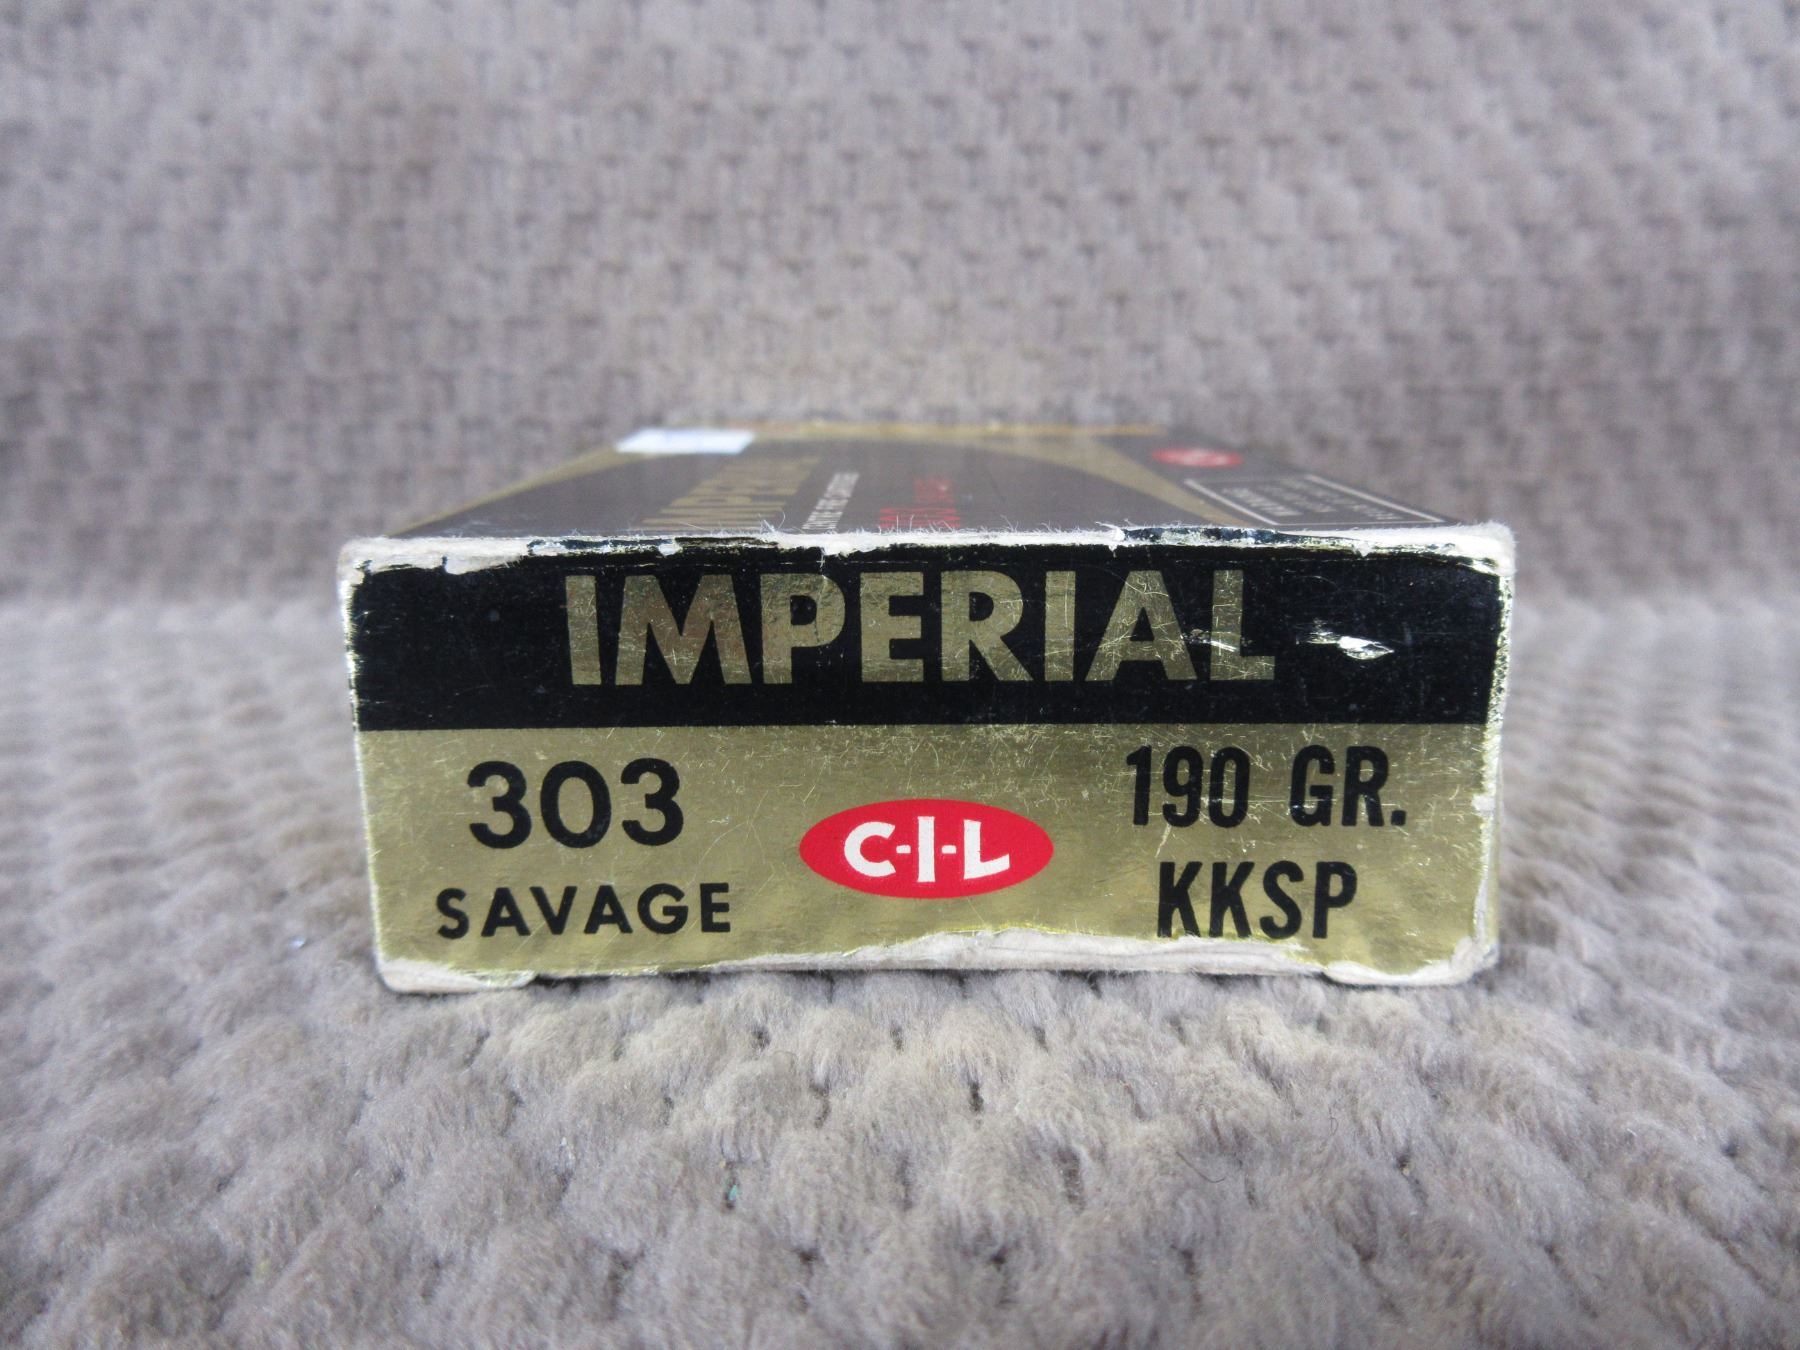 IMPERIAL
303
SAVAGE
C-I-L
190 GR.
KKSP